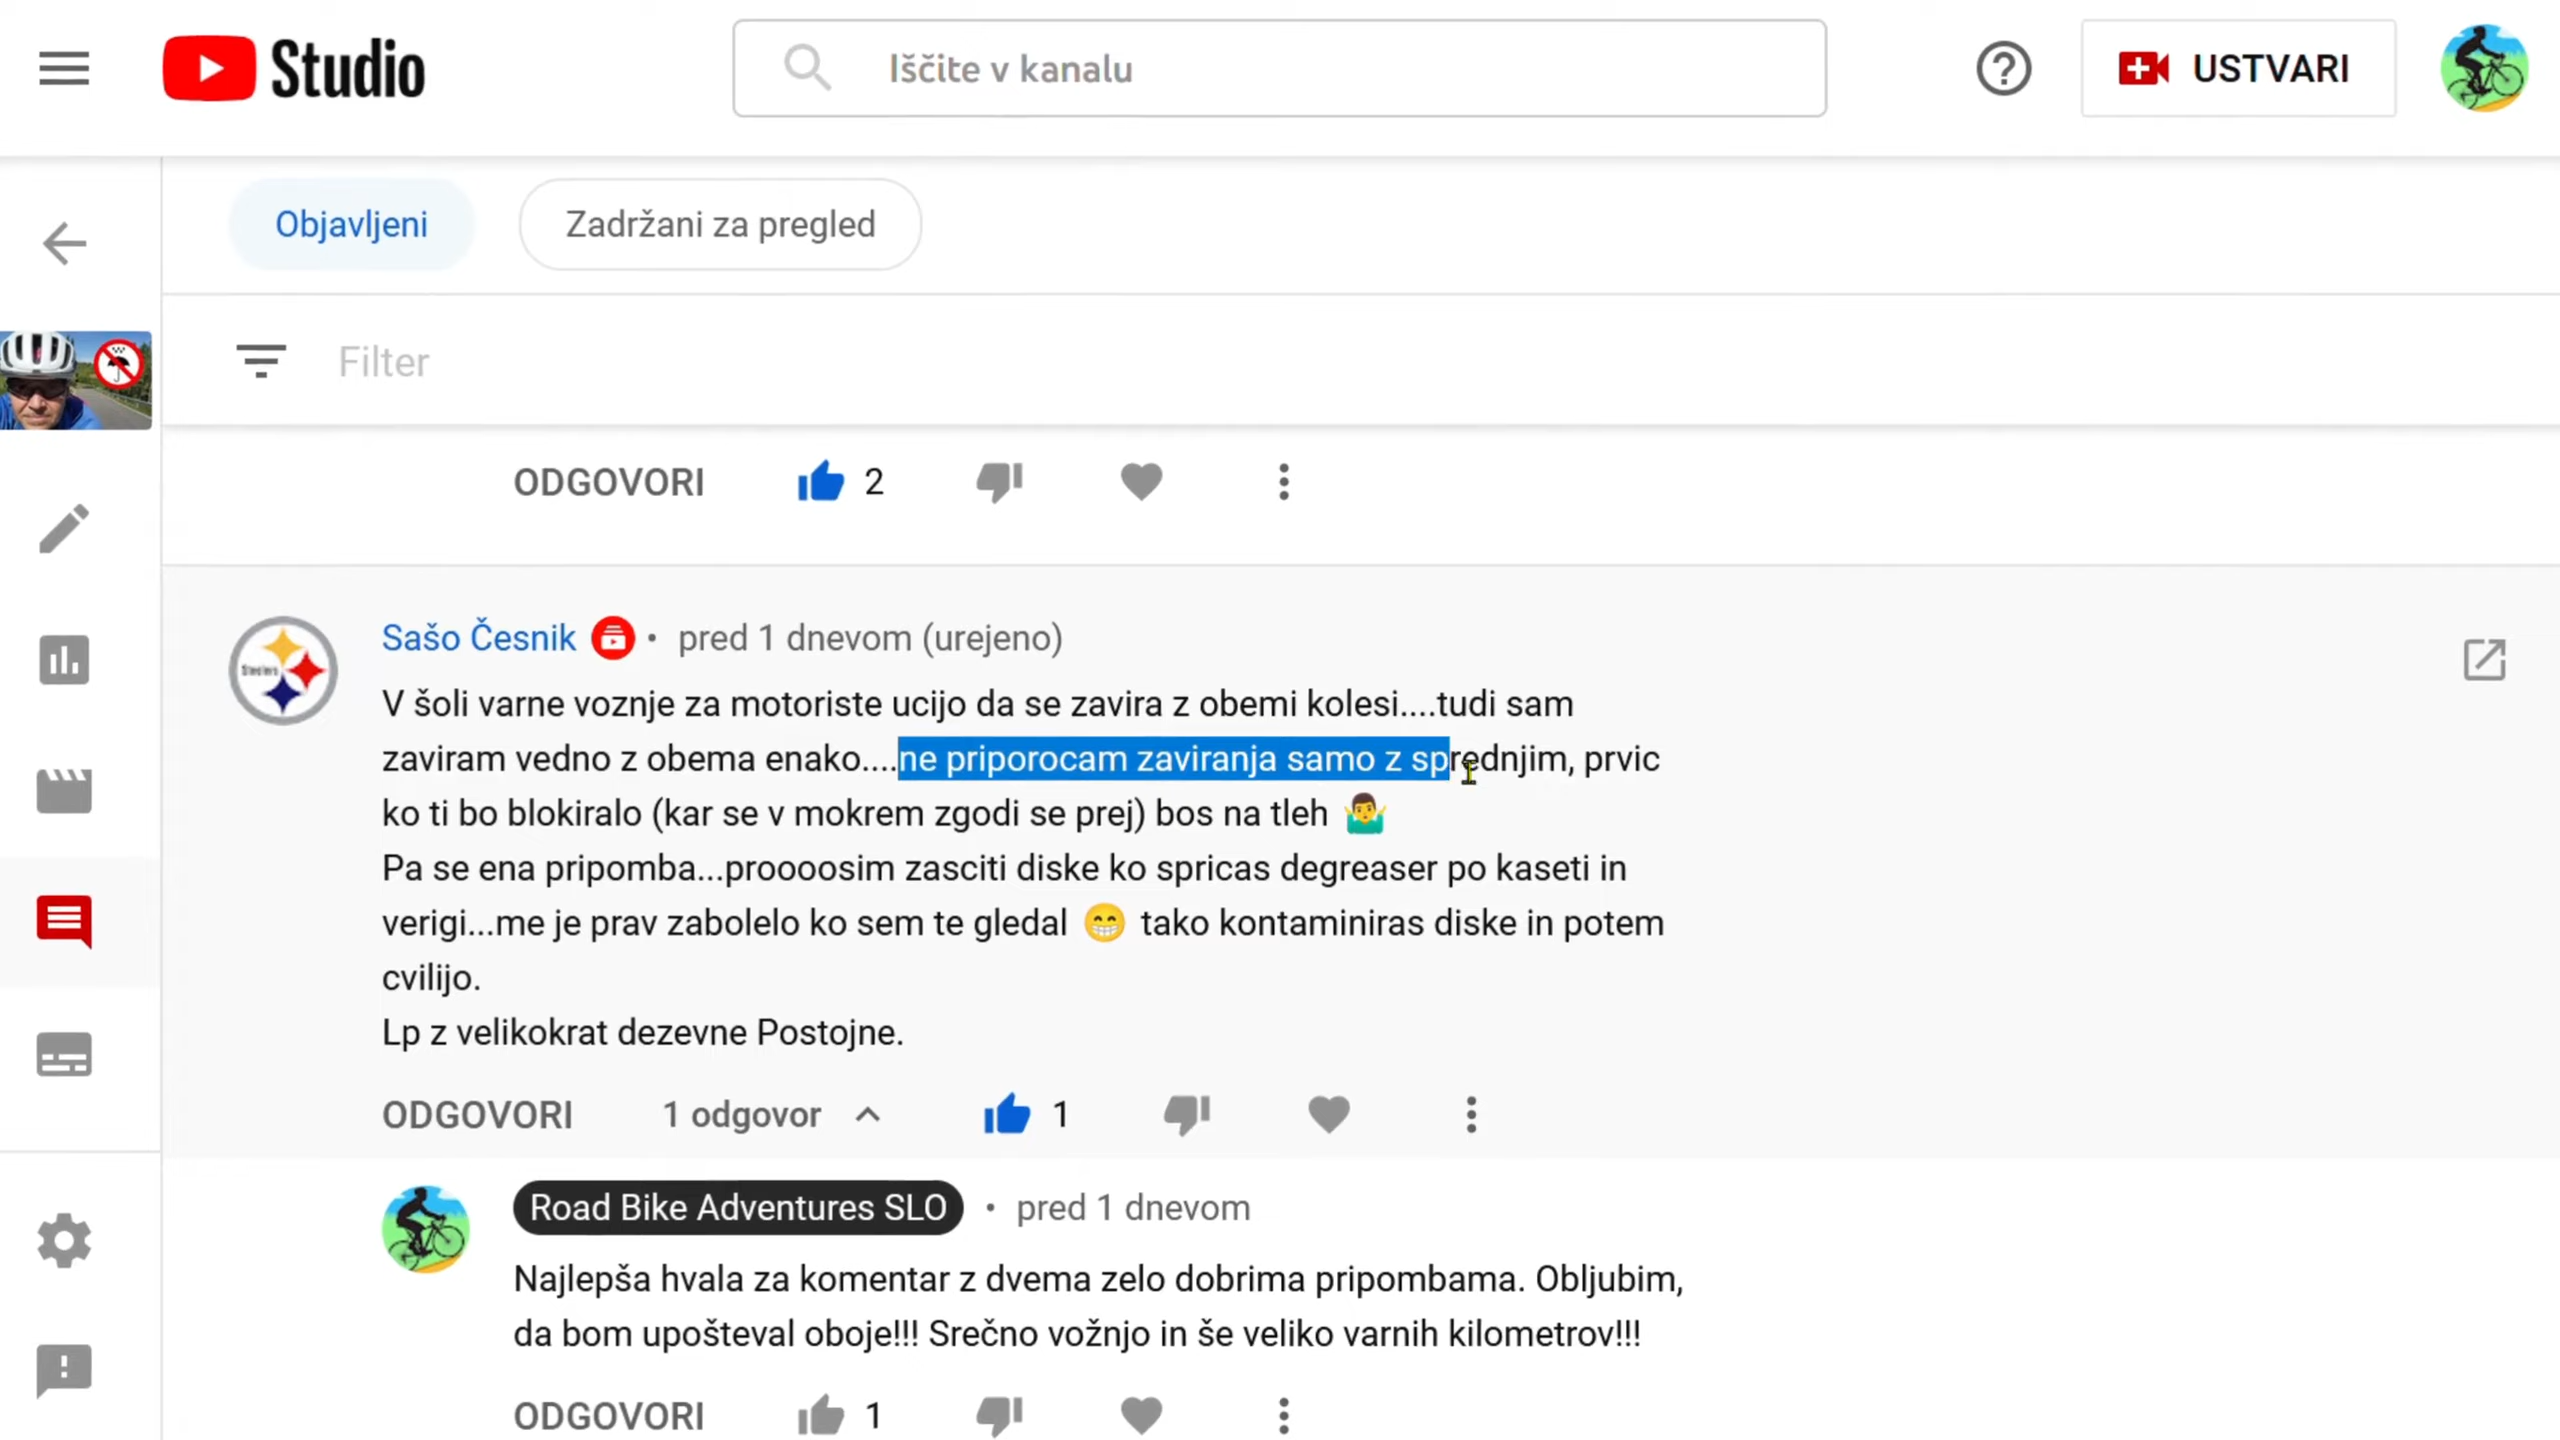 Studio
Iščite v kanalu
USTVARI
Objavljeni
Zadržani za pregled
Filter
ODGOVORI 2
Steelers
Sašo Česnik • pred 1 dnevom (urejeno)
V šoli varne voznje za motoriste ucijo da se zavira z obemi kolesi....tudi sam
zaviram vedno z obema enako....ne priporocam zaviranja samo z sprednjim, prvic
ko ti bo blokiralo (kar se v mokrem zgodi se prej) bos na tleh 🤷‍♂️
Pa se ena pripomba...proooosim zasciti diske ko spricas degreaser po kaseti in
verigi...me je prav zabolelo ko sem te gledal 😁 tako kontaminiras diske in potem
cvilijo.
Lp z velikokrat dezevne Postojne.
ODGOVORI 1 odgovor 1
Road Bike Adventures SLO • pred 1 dnevom
Najlepša hvala za komentar z dvema zelo dobrima pripombama. Obljubim,
da bom upošteval oboje!!! Srečno vožnjo in še veliko varnih kilometrov!!!
ODGOVORI 1